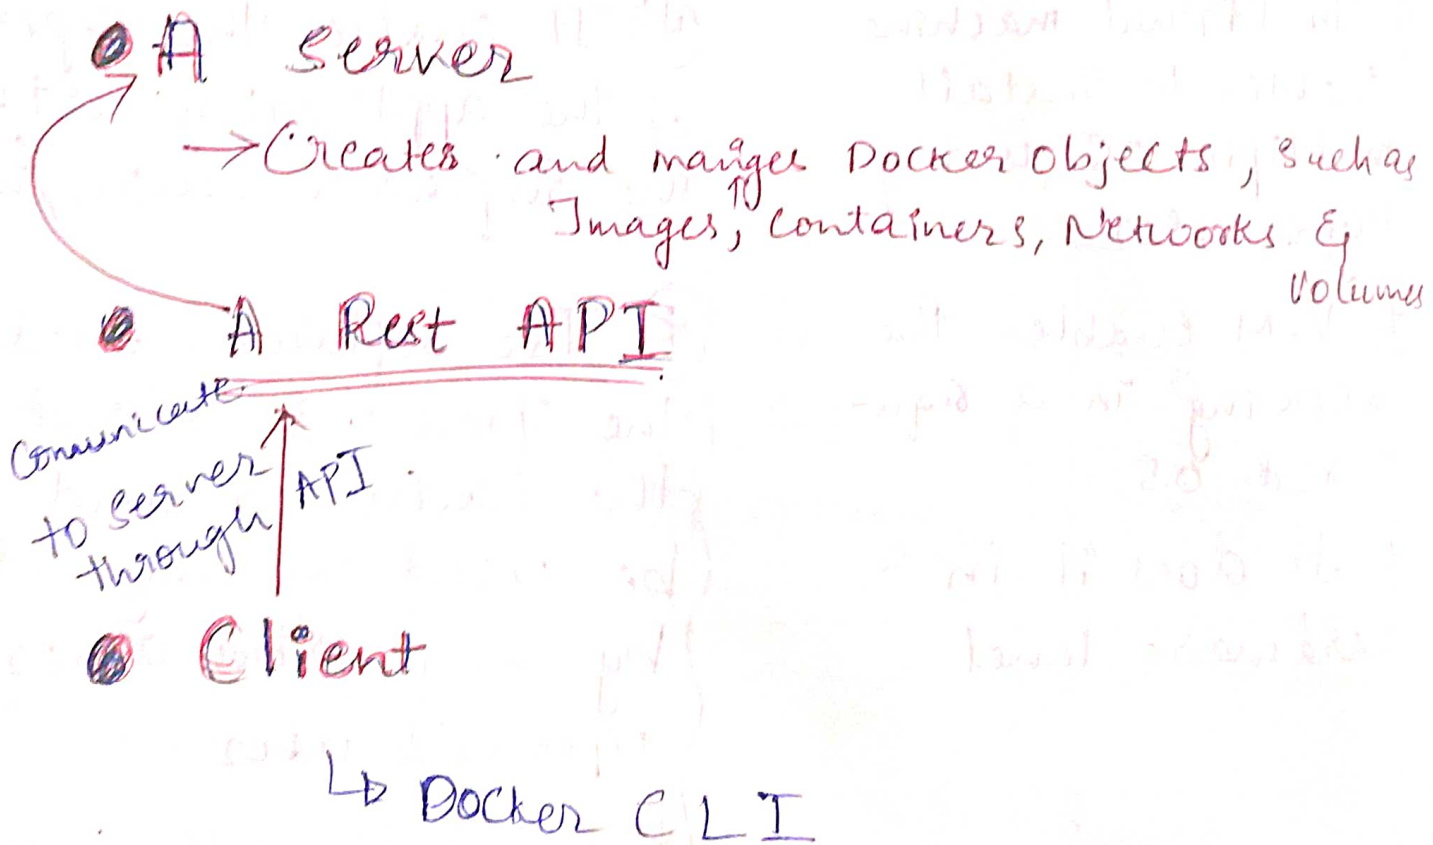 A Server
→ Creates and manges Docker objects, such as
Images, Containers, Networks &
Volumes
A Rest API
Communicate
to server
through API
Client
↳ Docker CLI